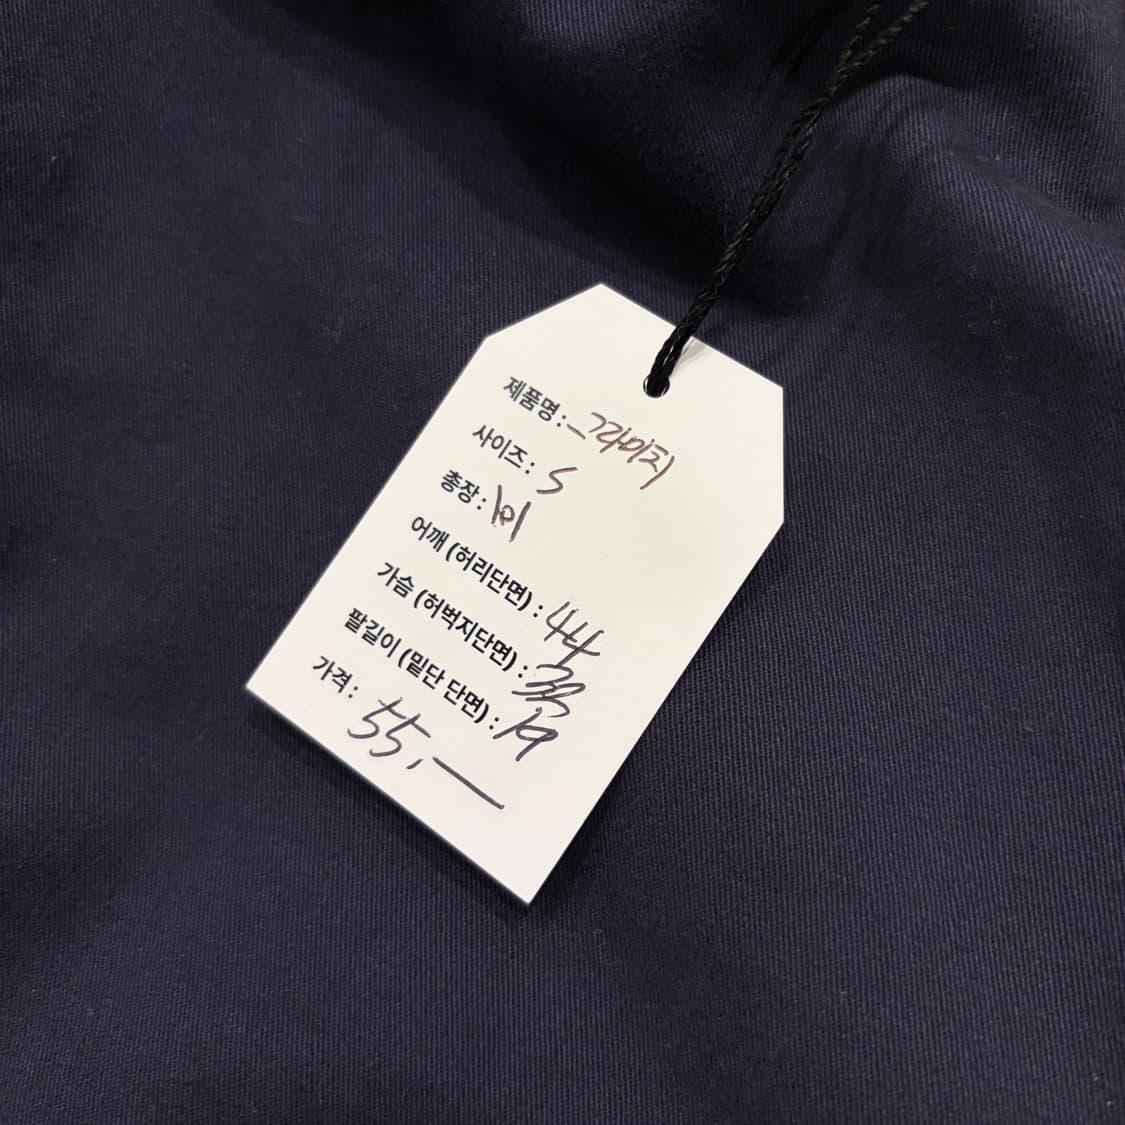 제품명: 그라미치
사이즈: S
총장: 101
어깨 (허리단면) : 44
가슴 (허벅지단면) : 33
팔길이 (밑단 단면) : 19
가격: 55,—